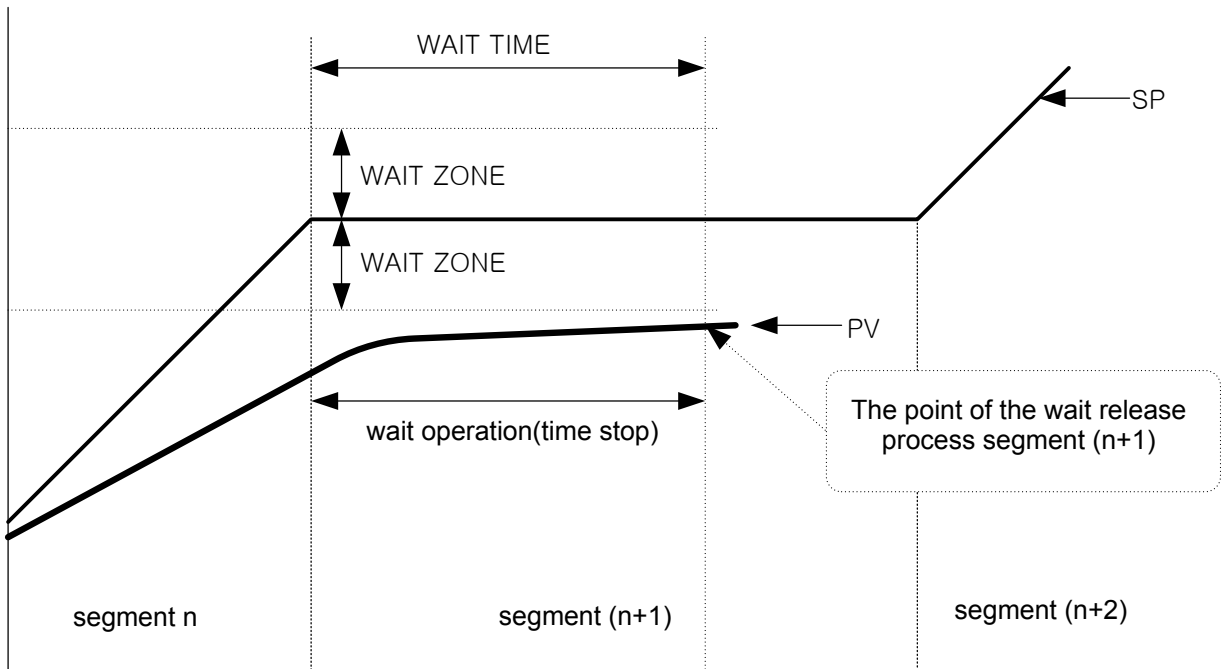 WAIT TIME
SP
WAIT ZONE
WAIT ZONE
PV
The point of the wait release
process segment (n+1)
wait operation(time stop)
segment n
segment (n+1)
segment (n+2)